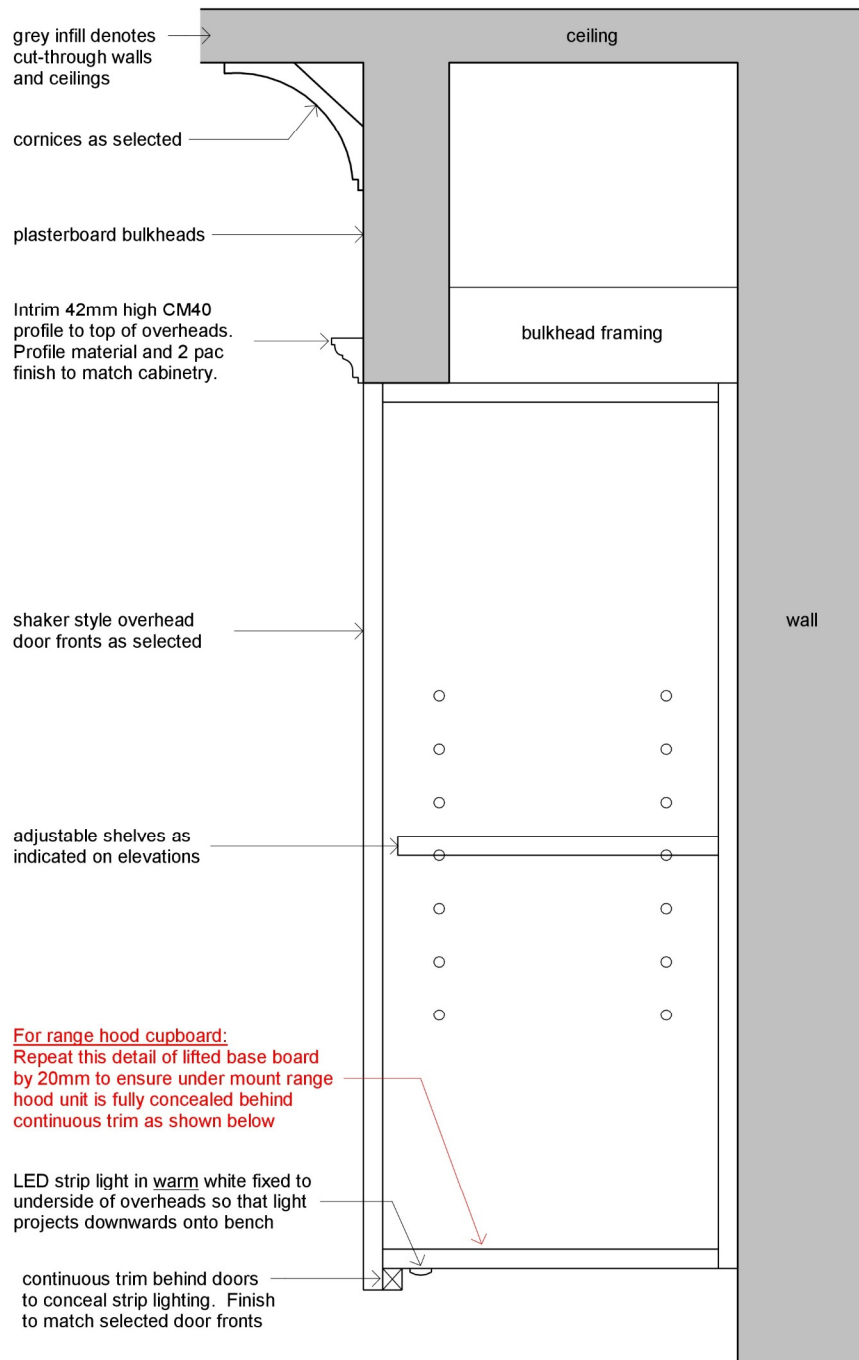 grey infill denotes
cut-through walls
and ceilings
ceiling
cornices as selected
plasterboard bulkheads
Intrim 42mm high CM40
profile to top of overheads.
Profile material and 2 pac
finish to match cabinetry.
bulkhead framing
shaker style overhead
door fronts as selected
wall
adjustable shelves as
indicated on elevations
For range hood cupboard:
Repeat this detail of lifted base board
by 20mm to ensure under mount range
hood unit is fully concealed behind
continuous trim as shown below
LED strip light in warm white fixed to
underside of overheads so that light
projects downwards onto bench
continuous trim behind doors
to conceal strip lighting.  Finish
to match selected door fronts